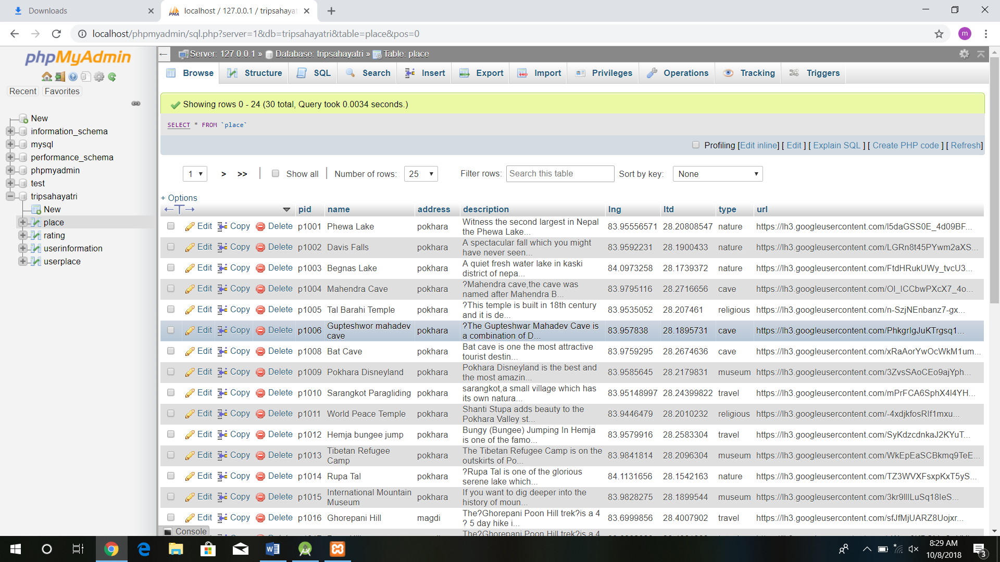 Downloads
localhost / 127.0.0.1 / tripsahayat
localhost/phpmyadmin/sql.php?server=1&db=tripsahayatri&table=place&pos=0
m
phpMyAdmin
Recent Favorites
New
information_schema
mysql
performance_schema
phpmyadmin
test
tripsahayatri
New
place
rating
userinformation
userplace
Server: 127.0.0.1 » Database: tripsahayatri » Table: place
Browse Structure SQL Search Insert Export Import Privileges Operations Tracking Triggers
Showing rows 0 - 24 (30 total, Query took 0.0034 seconds.)
SELECT * FROM `place`
Profiling [Edit inline] [ Edit ] [ Explain SQL ] [ Create PHP code ] [ Refresh]
1 > >> Show all Number of rows: 25 Filter rows: Search this table Sort by key: None
+ Options
pid name address description lng ltd type url
Edit Copy Delete p1001 Phewa Lake pokhara Witness the second largest in Nepal the Phewa Lake... 83.95556571 28.20808547 nature https://lh3.googleusercontent.com/l5daGSS0E_4d09BF...
Edit Copy Delete p1002 Davis Falls pokhara A spectacular fall which you might have never seen... 83.9592231 28.1900433 nature https://lh3.googleusercontent.com/LGRn8t45PYwm2aXS...
Edit Copy Delete p1003 Begnas Lake pokhara A quiet fresh water lake in kaski district of nepa... 84.0973258 28.1739372 nature https://lh3.googleusercontent.com/FtdHRukUWy_tvcU3...
Edit Copy Delete p1004 Mahendra Cave pokhara ?Mahendra cave,the cave was named after Mahendra B... 83.9795116 28.2716656 cave https://lh3.googleusercontent.com/OI_ICCbwPXcX7_4o...
Edit Copy Delete p1005 Tal Barahi Temple pokhara ?This temple is built in 18th century and it is de... 83.9535052 28.207461 religious https://lh3.googleusercontent.com/n-SzjNEnbanz7-gx...
Edit Copy Delete p1006 Gupteshwor mahadev cave pokhara ?The Gupteshwar Mahadev Cave is a combination of D... 83.957838 28.1895731 cave https://lh3.googleusercontent.com/PhkgrIgJuKTrgsq1...
Edit Copy Delete p1008 Bat Cave pokhara Bat cave is one the most attractive tourist destin... 83.9759295 28.2674636 cave https://lh3.googleusercontent.com/xRaAorYwOcWkM1um...
Edit Copy Delete p1009 Pokhara Disneyland pokhara Pokhara Disneyland is the best and the most amazin... 83.9585645 28.2179831 museum https://lh3.googleusercontent.com/3ZvsSAoCEo9ajYph...
Edit Copy Delete p1010 Sarangkot Paragliding pokhara sarangkot,a small village which has its own natura... 83.95148997 28.24399822 travel https://lh3.googleusercontent.com/mPrFCA6SphX4l4YH...
Edit Copy Delete p1011 World Peace Temple pokhara Shanti Stupa adds beauty to the Pokhara Valley st... 83.9446479 28.2010232 religious https://lh3.googleusercontent.com/-4xdjkfosRlf1mxu...
Edit Copy Delete p1012 Hemja bungee jump pokhara Bungy (Bungee) Jumping In Hemja is one of the famo... 83.9579916 28.2583304 travel https://lh3.googleusercontent.com/SyKdzcdnkaJ2KYuT...
Edit Copy Delete p1013 Tibetan Refugee Camp pokhara The Tibetan Refugee Camp is on the outskirts of Po... 83.9841814 28.2096304 museum https://lh3.googleusercontent.com/WkEpEaSCBkmq9TeE...
Edit Copy Delete p1014 Rupa Tal pokhara ?Rupa Tal is one of the glorious serene lake which... 84.1131656 28.1542163 nature https://lh3.googleusercontent.com/TZ3WVXFsxpKxT5yS...
Edit Copy Delete p1015 International Mountain Museum pokhara If you want to dig deeper into the history of moun... 83.9828275 28.1899544 museum https://lh3.googleusercontent.com/3kr9lllLuSq18IeS...
Edit Copy Delete p1016 Ghorepani Hill magdi The?Ghorepani Poon Hill trek?is a 4 ? 5 day hike i... 83.6999856 28.4007902 travel https://lh3.googleusercontent.com/sfJfMjUARZ8Uojxr...
The?Ghorepani Poon Hill trek?is a 4
Console
8:29 AM
10/8/2018
3